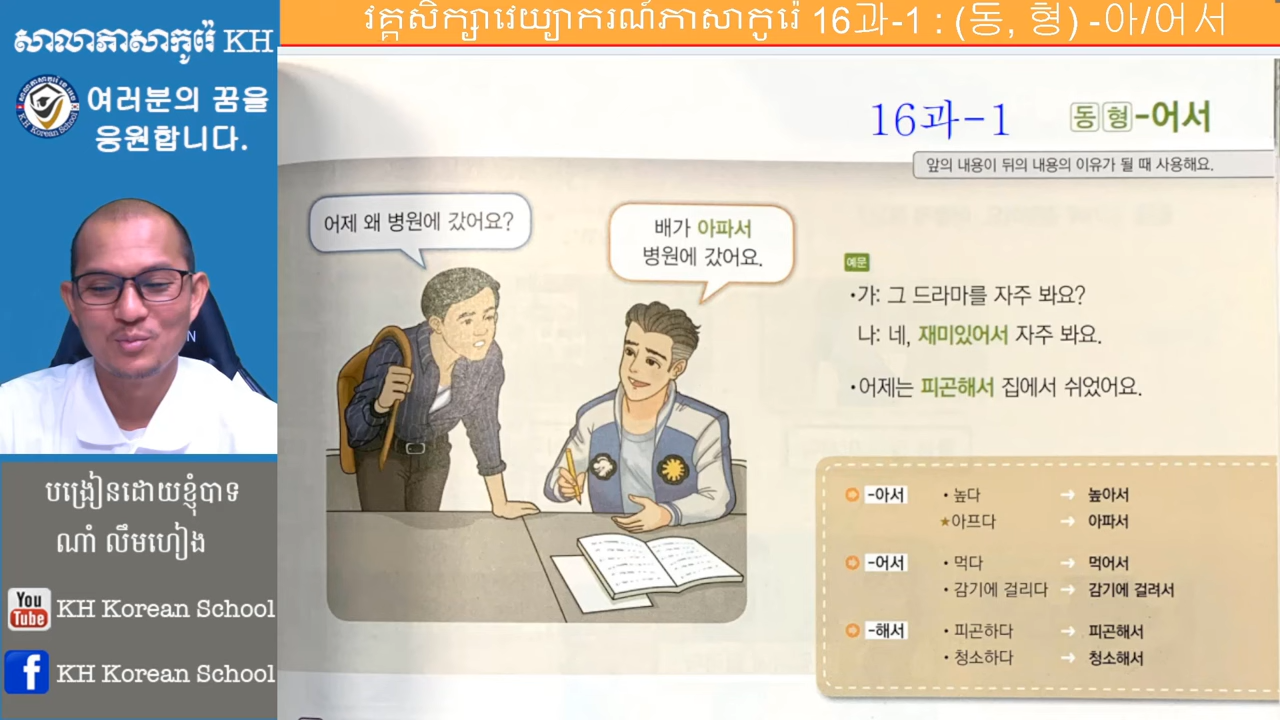 វគ្គសិក្សាវេយ្យាករណ៍ភាសាកូរ៉េ 16과-1 : (동, 형) -아/어서
សាលាភាសាកូរ៉េ KH
여러분의 꿈을
응원합니다.
បង្រៀនដោយខ្ញុំបាទ
ណាំ លឹមហៀង
You
Tube
KH Korean School
f
KH Korean School
16과-1
동 형 -어서
앞의 내용이 뒤의 내용의 이유가 될 때 사용해요.
어제 왜 병원에 갔어요?
배가 아파서
병원에 갔어요.
예문
•가: 그 드라마를 자주 봐요?
나: 네, 재미있어서 자주 봐요.
•어제는 피곤해서 집에서 쉬었어요.
-아서 •높다 → 높아서
★아프다 → 아파서
-어서 •먹다 → 먹어서
•감기에 걸리다 → 감기에 걸려서
-해서 •피곤하다 → 피곤해서
•청소하다 → 청소해서